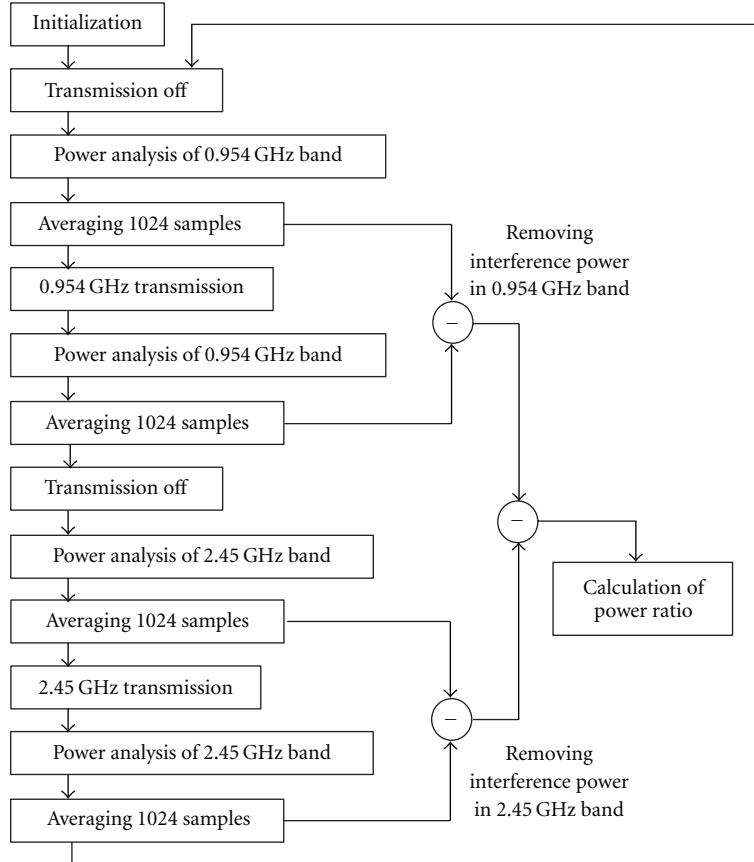 Initialization
Transmission off
Power analysis of 0.954 GHz band
Averaging 1024 samples
0.954 GHz transmission
Power analysis of 0.954 GHz band
Averaging 1024 samples
Transmission off
Power analysis of 2.45 GHz band
Averaging 1024 samples
2.45 GHz transmission
Power analysis of 2.45 GHz band
Averaging 1024 samples
Removing
interference power
in 0.954 GHz band
−
−
Calculation of
power ratio
−
Removing
interference power
in 2.45 GHz band